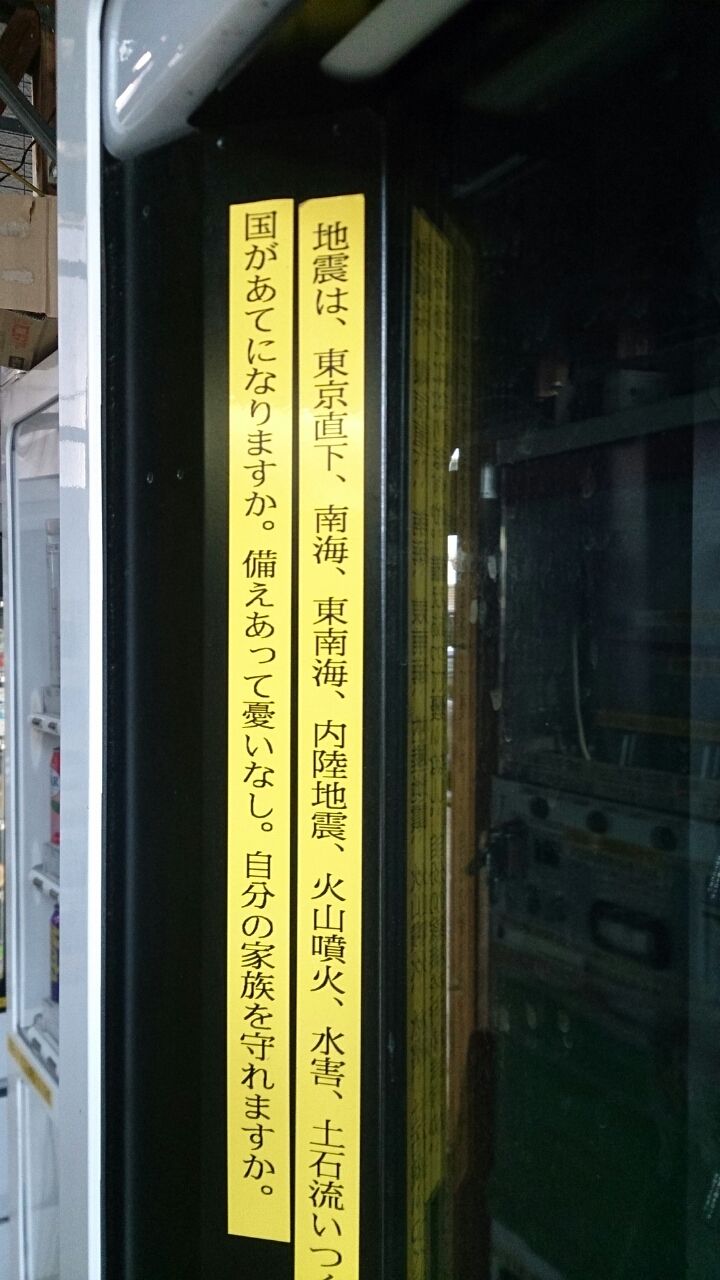 地震は、東京直下、南海、東南海、内陸地震、火山噴火、水害、土石流いつ
国があてになりますか。備えあって憂いなし。自分の家族を守れますか。